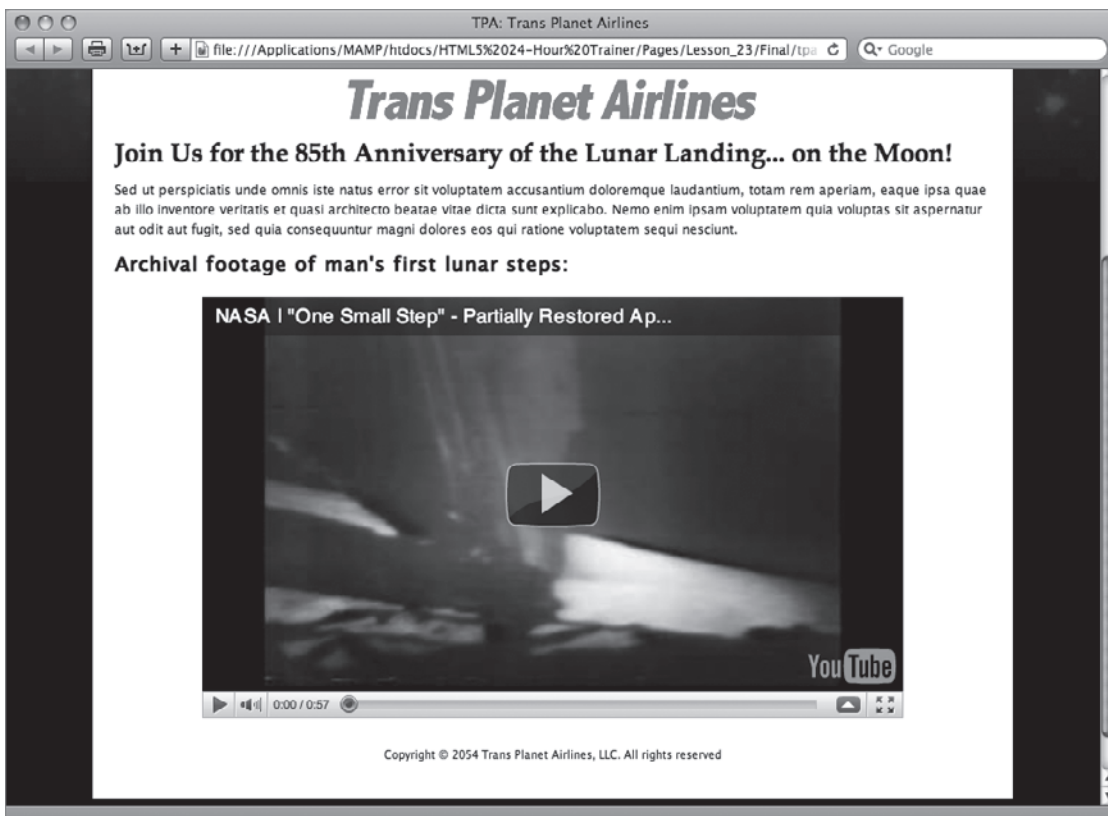 TPA: Trans Planet Airlines
file:///Applications/MAMP/htdocs/HTML5%2024-Hour%20Trainer/Pages/Lesson_23/Final/tpa
Google
Trans Planet Airlines
Join Us for the 85th Anniversary of the Lunar Landing... on the Moon!
Sed ut perspiciatis unde omnis iste natus error sit voluptatem accusantium doloremque laudantium, totam rem aperiam, eaque ipsa quae
ab illo inventore veritatis et quasi architecto beatae vitae dicta sunt explicabo. Nemo enim ipsam voluptatem quia voluptas sit aspernatur
aut odit aut fugit, sed quia consequuntur magni dolores eos qui ratione voluptatem sequi nesciunt.
Archival footage of man's first lunar steps:
NASA | "One Small Step" - Partially Restored Ap...
YouTube
0:00 / 0:57
Copyright © 2054 Trans Planet Airlines, LLC. All rights reserved